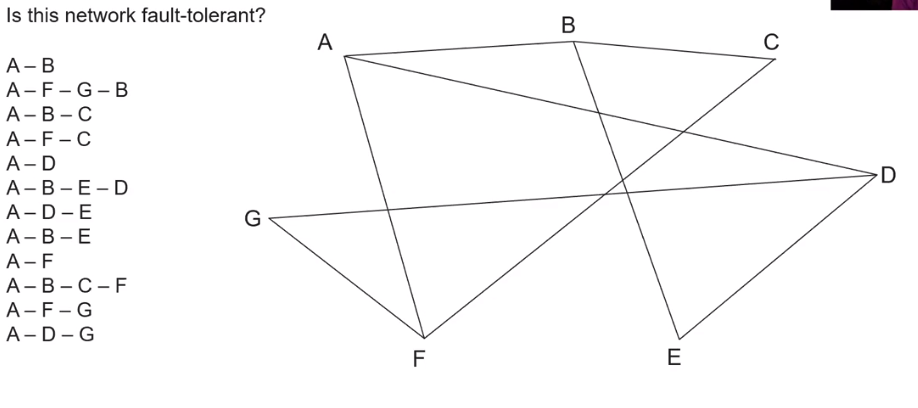 Is this network fault-tolerant?
A – B
A – F – G – B
A – B – C
A – F – C
A – D
A – B – E – D
A – D – E
A – B – E
A – F
A – B – C – F
A – F – G
A – D – G
A
B
C
D
G
F
E